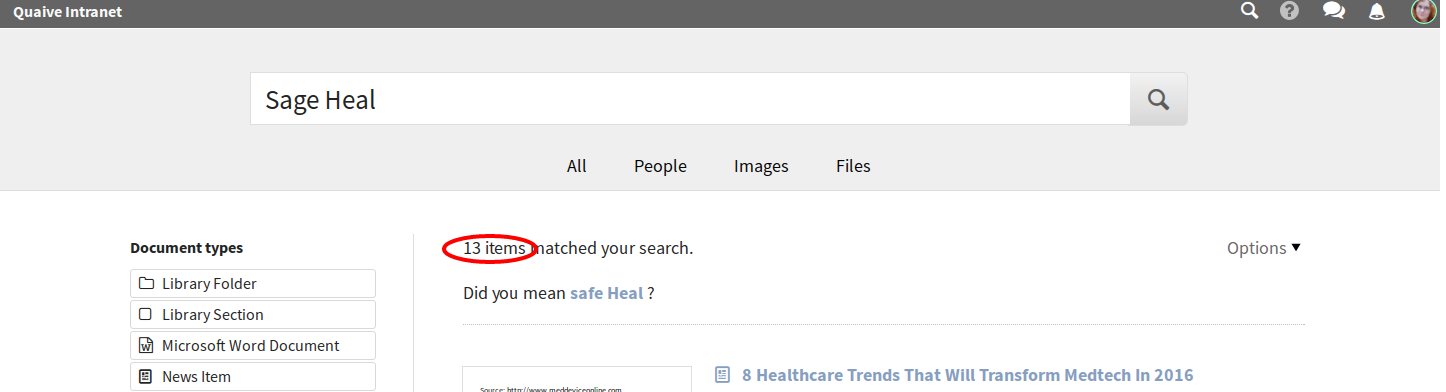 Quaive Intranet
Sage Heal
All People Images Files
Document types
Library Folder
Library Section
Microsoft Word Document
News Item
13 items matched your search.
Options
Did you mean safe Heal ?
Source: http://www.meddeviceonline.com
8 Healthcare Trends That Will Transform Medtech In 2016